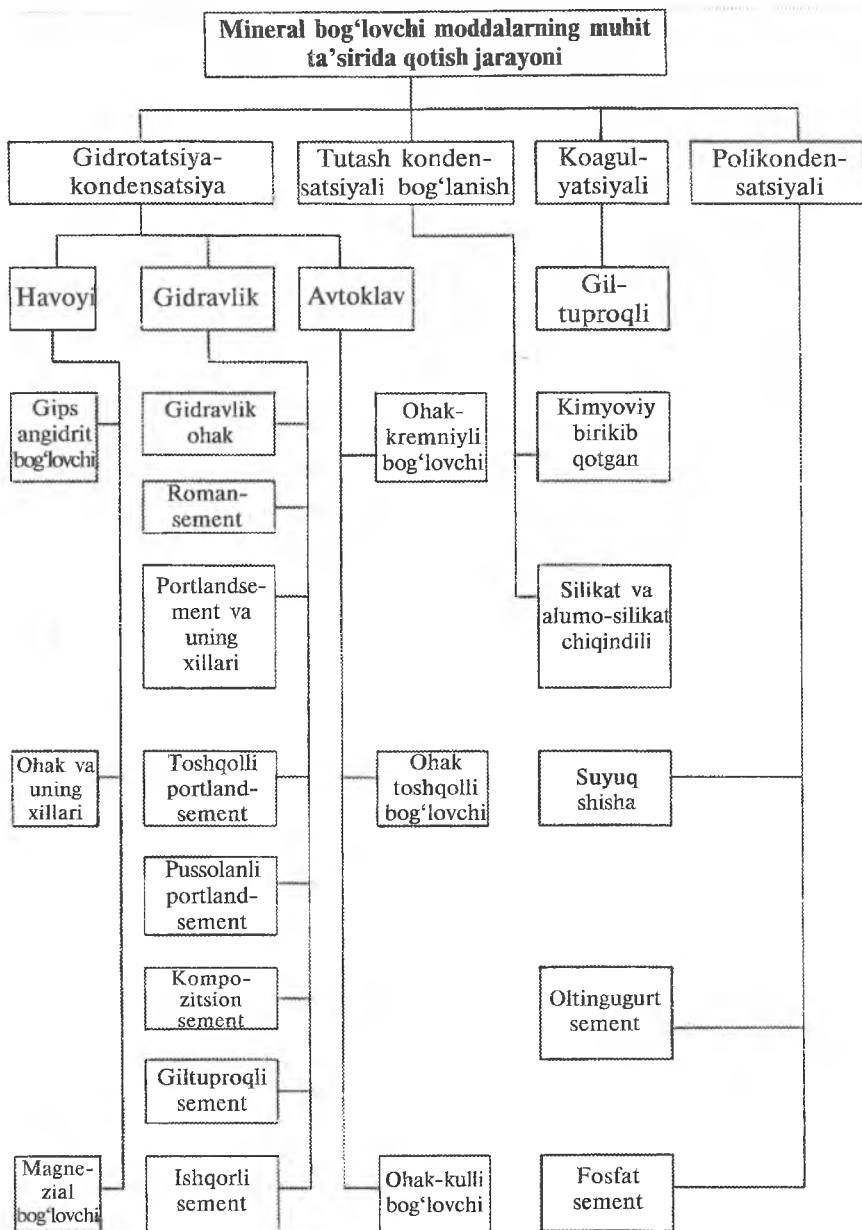 Mineral bog‘lovchi moddalarning muhit
ta’sirida qotish jarayoni
Gidrotatsiya-
kondensatsiya
Tutash konden-
satsiyali bog‘lanish
Koagul-
yatsiyali
Polikonden-
satsiyali
Havoyi
Gidravlik
Avtoklav
Gil-
tuproqli
Gips
angidrit
bog‘lovchi
Gidravlik
ohak
Ohak-
kremniyli
bog‘lovchi
Kimyoviy
birikib
qotgan
Roman-
sement
Portlandse-
ment va
uning
xillari
Silikat va
alumo-silikat
chiqindili
Ohak va
uning
xillari
Toshqolli
portland-
sement
Ohak
toshqolli
bog‘lovchi
Suyuq
shisha
Pussolanli
portland-
sement
Kompo-
zitsion
sement
Oltingugurt
sement
Giltuproqli
sement
Magne-
zial
bog‘lovchi
Ishqorli
sement
Ohak-kulli
bog‘lovchi
Fosfat
sement